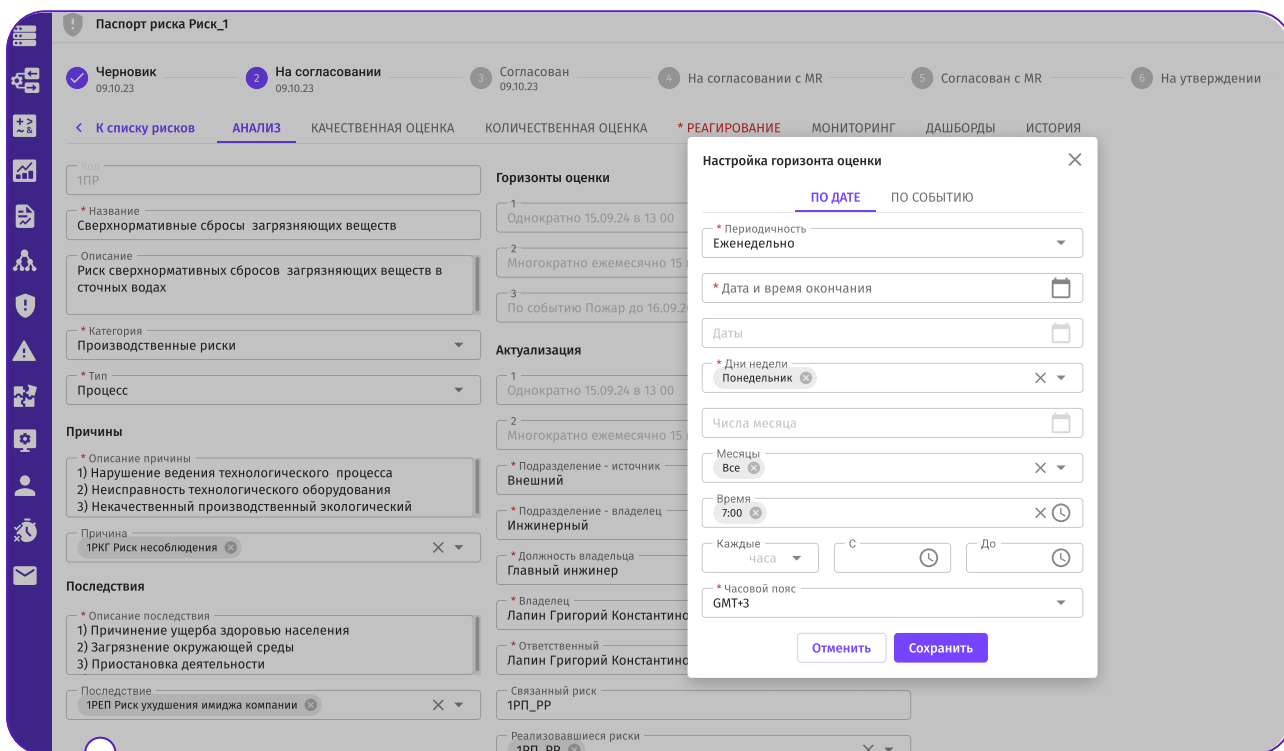 Паспорт риска Риск_1
Черновик
09.10.23
2
На согласовании
09.10.23
3
Согласован
09.10.23
4
На согласовании с MR
5
Согласован с MR
6
На утверждении
К списку рисков
АНАЛИЗ
КАЧЕСТВЕННАЯ ОЦЕНКА
КОЛИЧЕСТВЕННАЯ ОЦЕНКА
* РЕАГИРОВАНИЕ
МОНИТОРИНГ
ДАШБОРДЫ
ИСТОРИЯ
Код
1ПР
* Название
Сверхнормативные сбросы загрязняющих веществ
Описание
Риск сверхнормативных сбросов загрязняющих веществ в
сточных водах
* Категория
Производственные риски
* Тип
Процесс
Причины
* Описание причины
1) Нарушение ведения технологического процесса
2) Неисправность технологического оборудования
3) Некачественный производственный экологический
Причина
1РКГ Риск несоблюдения
Последствия
* Описание последствия
1) Причинение ущерба здоровью населения
2) Загрязнение окружающей среды
3) Приостановка деятельности
Последствие
1РЕП Риск ухудшения имиджа компании
Горизонты оценки
1
Однократно 15.09.24 в 13 00
2
Многократно ежемесячно 15
3
По событию Пожар до 16.09.2
Актуализация
1
Однократно 15.09.24 в 13 00
2
Многократно ежемесячно 15
* Подразделение - источник
Внешний
* Подразделение - владелец
Инжинерный
* Должность владельца
Главный инжинер
* Владелец
Лапин Григорий Константино
* Ответственный
Лапин Григорий Константино
Связанный риск
1РП_РР
Реализовавшиеся риски
1РП_РР
Настройка горизонта оценки
ПО ДАТЕ
ПО СОБЫТИЮ
* Периодичность
Еженедельно
* Дата и время окончания
Даты
* Дни недели
Понедельник
Числа месяца
Месяцы
Все
Время
7:00
Каждые
часа
С
До
* Часовой пояс
GMT+3
Отменить
Сохранить